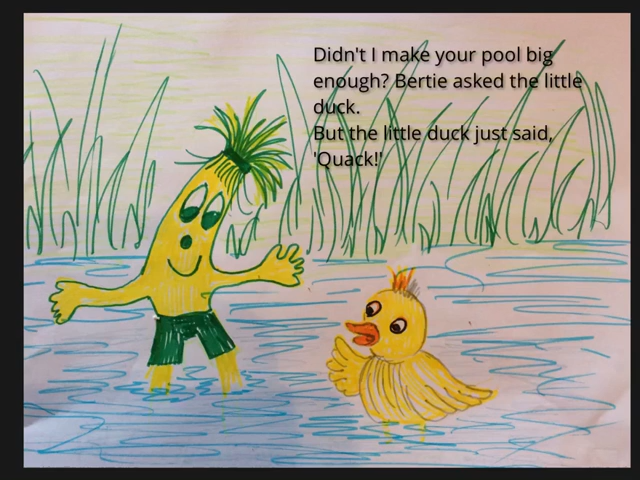 Didn't I make your pool big
enough? Bertie asked the little
duck.
But the little duck just said,
'Quack!'